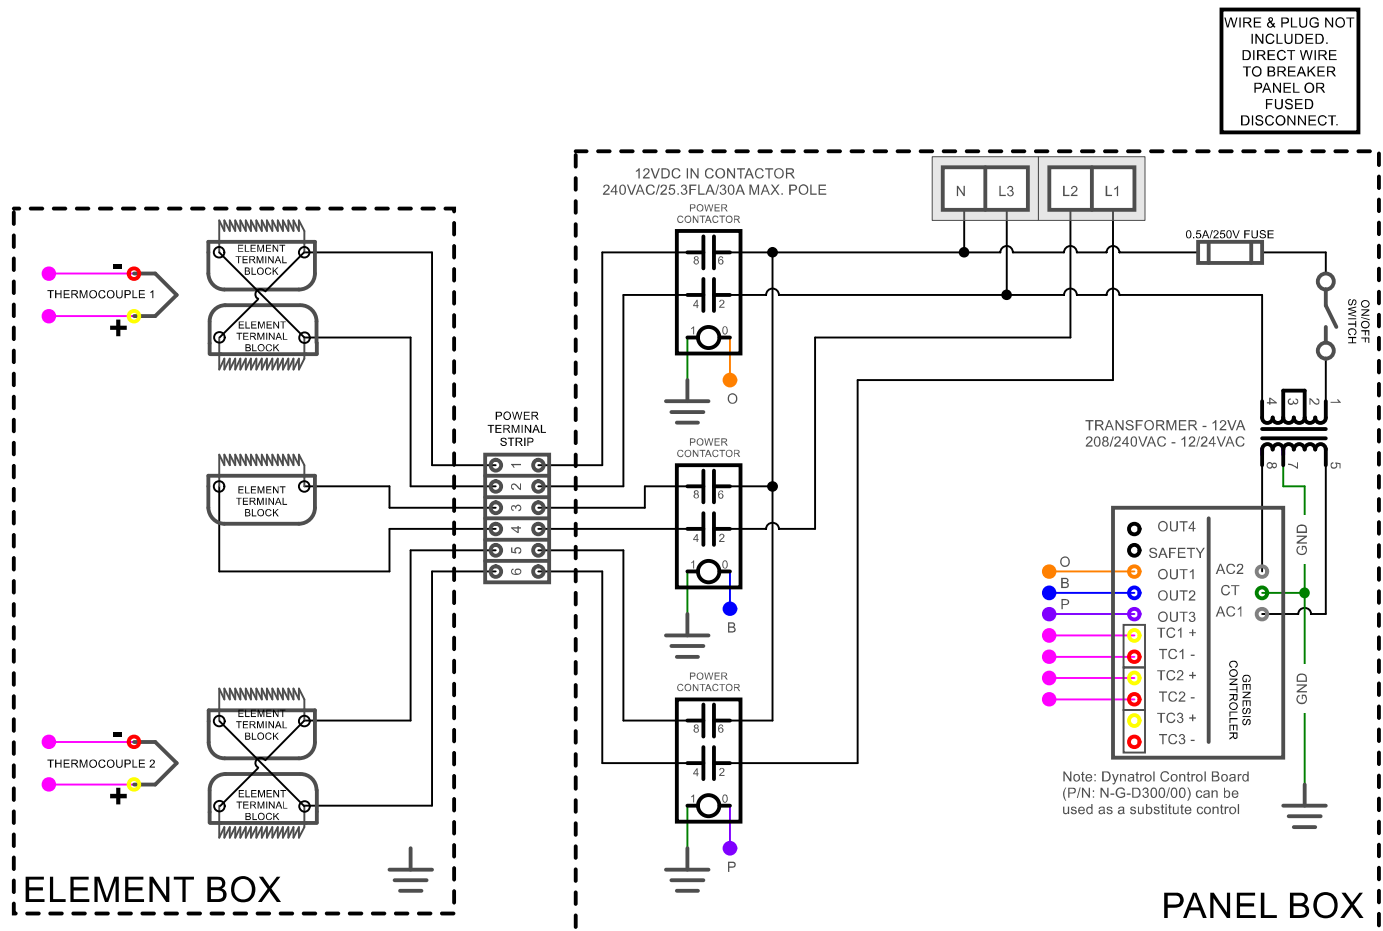 WIRE & PLUG NOT
INCLUDED.
DIRECT WIRE
TO BREAKER
PANEL OR
FUSED
DISCONNECT.
12VDC IN CONTACTOR
240VAC/25.3FLA/30A MAX. POLE
N
L3
L2
L1
POWER
CONTACTOR
8
6
4
2
1
0
O
0.5A/250V FUSE
ON/OFF
SWITCH
ELEMENT
TERMINAL
BLOCK
-
THERMOCOUPLE 1
+
ELEMENT
TERMINAL
BLOCK
POWER
TERMINAL
STRIP
1
2
3
4
5
6
4
3
2
1
TRANSFORMER - 12VA
208/240VAC - 12/24VAC
8
7
5
POWER
CONTACTOR
8
6
4
2
1
0
B
ELEMENT
TERMINAL
BLOCK
GND
OUT4
SAFETY
O
OUT1
AC2
B
OUT2
CT
P
OUT3
AC1
TC1 +
TC1 -
TC2 +
TC2 -
TC3 +
TC3 -
GENESIS
CONTROLLER
GND
POWER
CONTACTOR
8
6
4
2
1
0
P
ELEMENT
TERMINAL
BLOCK
-
THERMOCOUPLE 2
+
ELEMENT
TERMINAL
BLOCK
Note: Dynatrol Control Board
(P/N: N-G-D300/00) can be
used as a substitute control
ELEMENT BOX
PANEL BOX